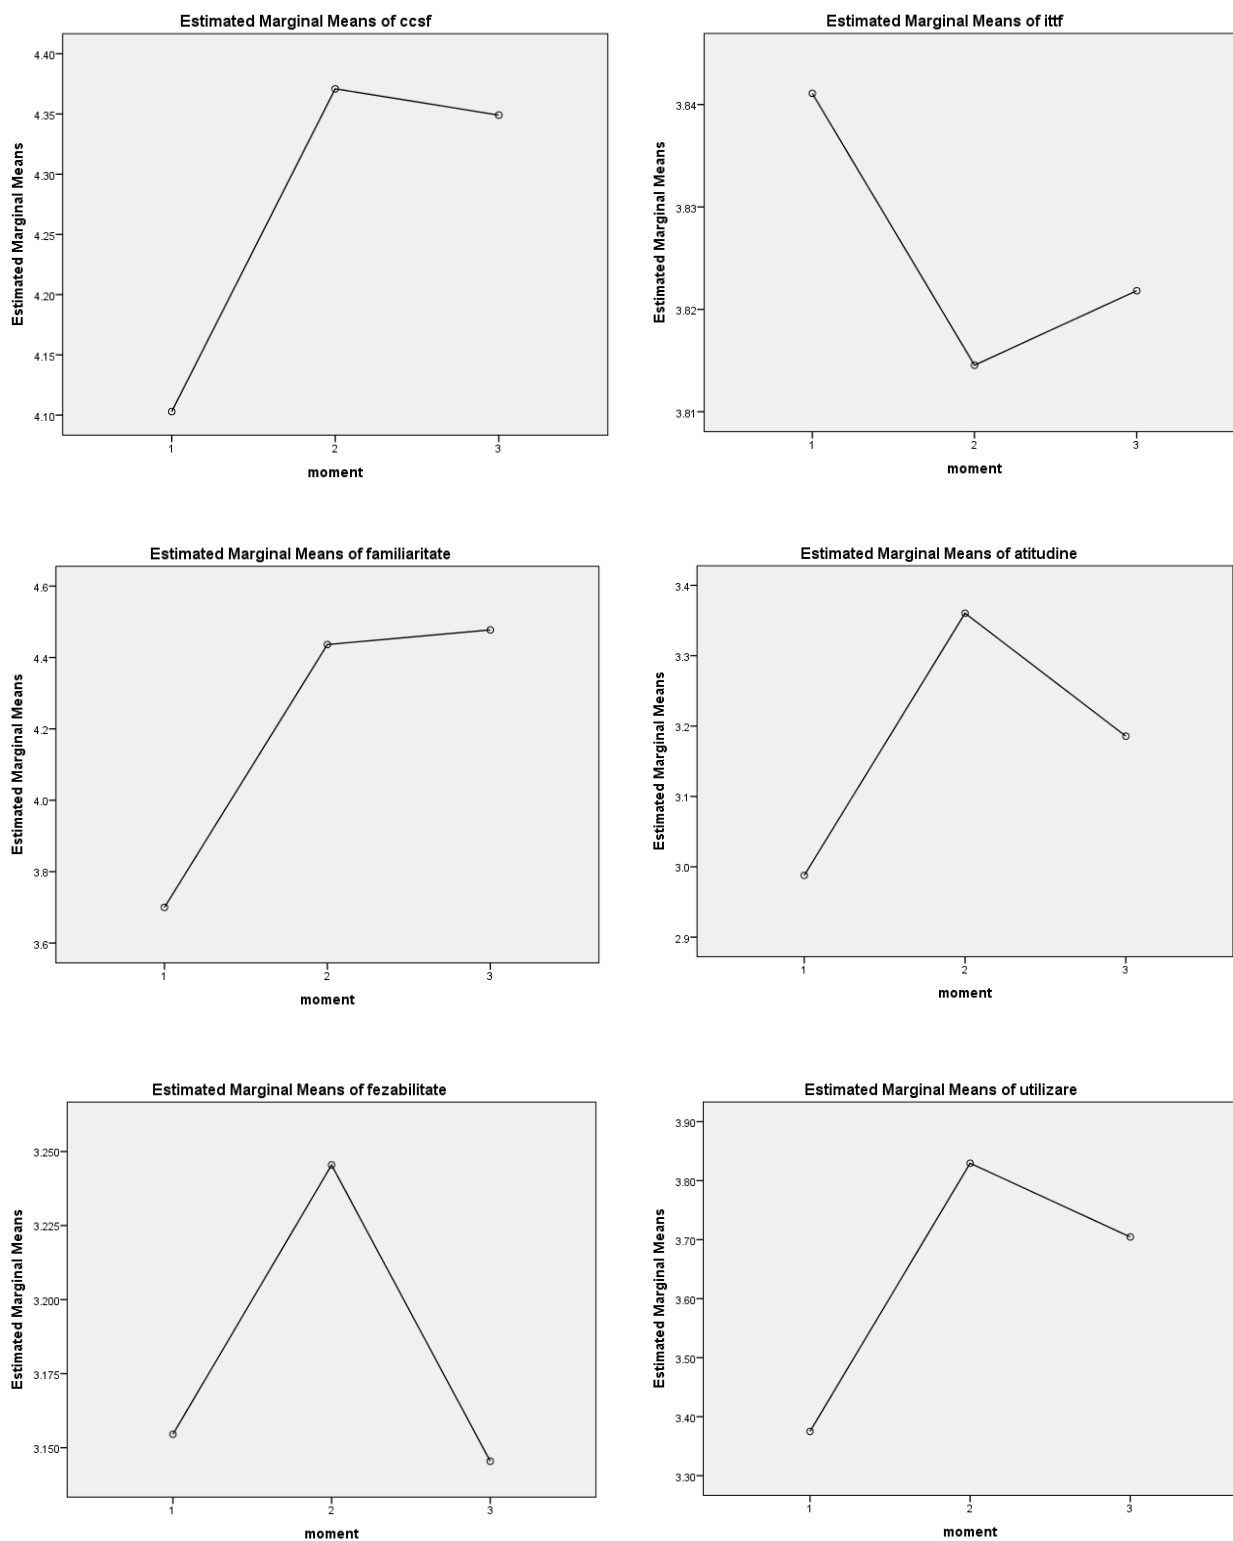 Estimated Marginal Means of ccsf
4.40
4.35
4.30
4.25
4.20
4.15
4.10
Estimated Marginal Means
1 2 3
moment
Estimated Marginal Means of ittf
3.84
3.83
3.82
3.81
Estimated Marginal Means
1 2 3
moment
Estimated Marginal Means of familiaritate
4.6
4.4
4.2
4.0
3.8
3.6
Estimated Marginal Means
1 2 3
moment
Estimated Marginal Means of atitudine
3.4
3.3
3.2
3.1
3.0
2.9
Estimated Marginal Means
1 2 3
moment
Estimated Marginal Means of fezabilitate
3.250
3.225
3.200
3.175
3.150
Estimated Marginal Means
1 2 3
moment
Estimated Marginal Means of utilizare
3.90
3.80
3.70
3.60
3.50
3.40
3.30
Estimated Marginal Means
1 2 3
moment